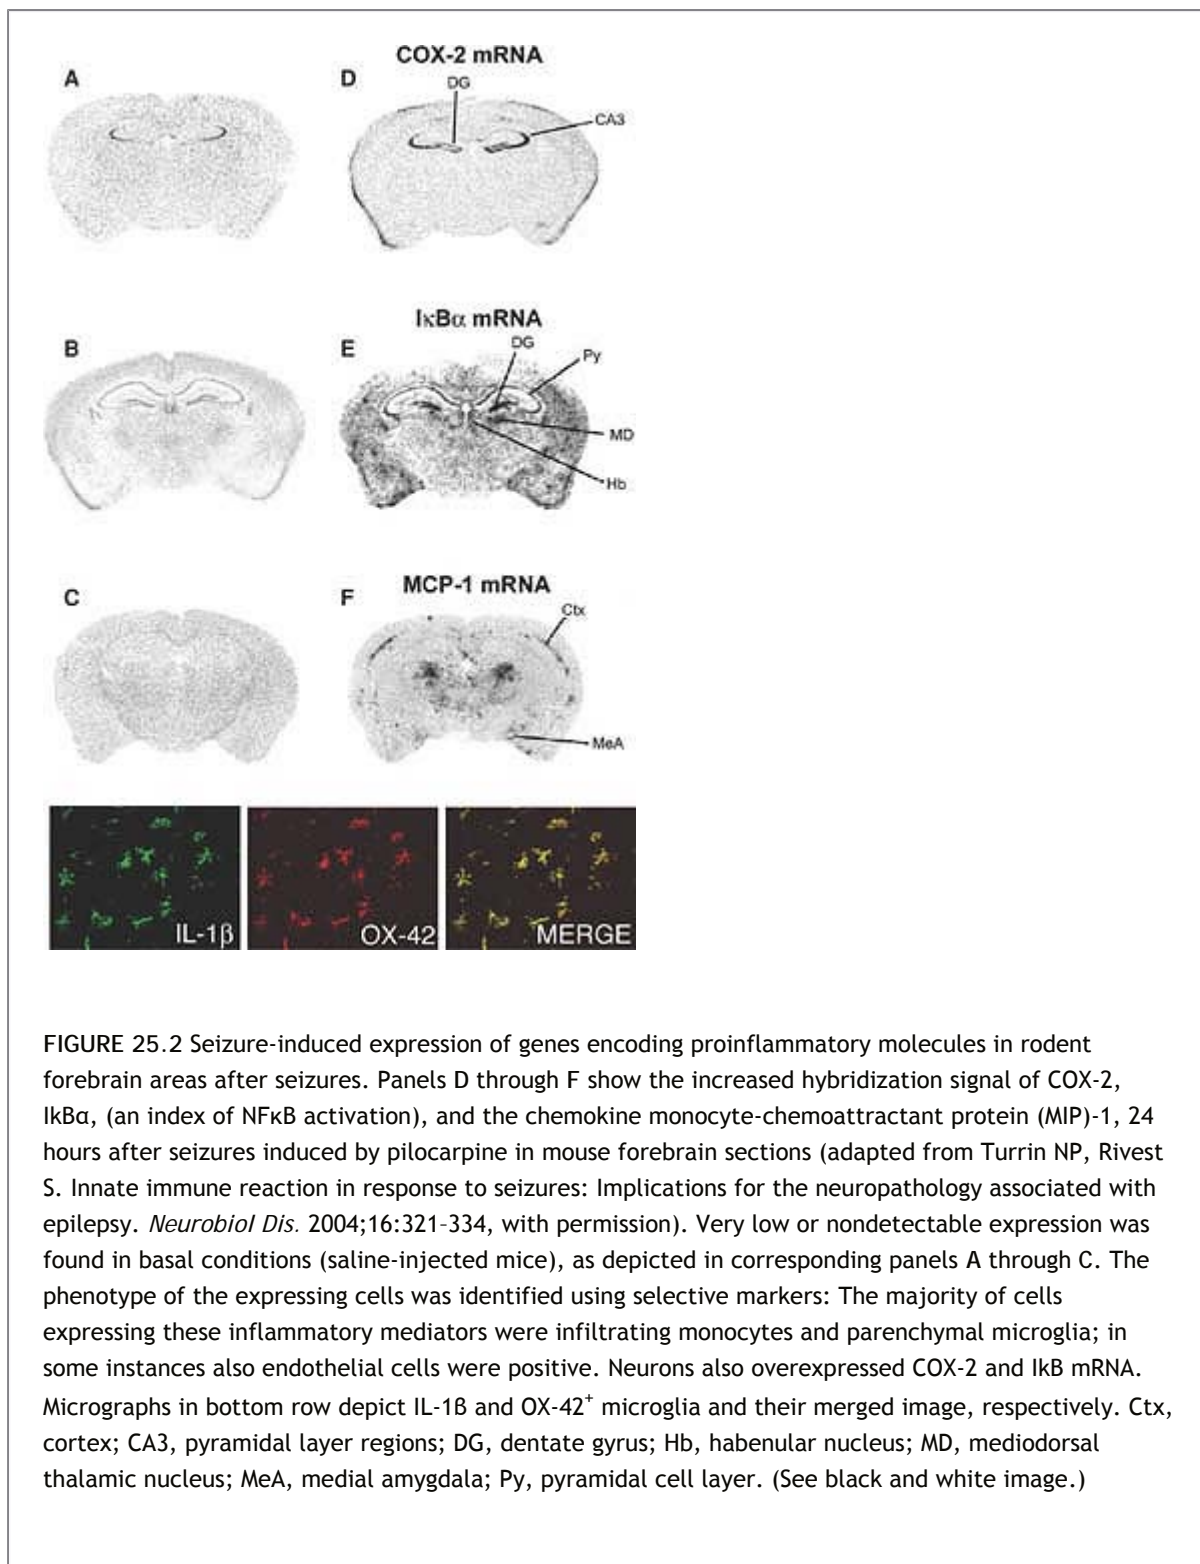 COX-2 mRNA
A
D
DG
CA3
IκBα mRNA
B
E
DG
Py
MD
Hb
MCP-1 mRNA
C
F
Ctx
MeA
IL-1β
OX-42
MERGE
FIGURE 25.2 Seizure-induced expression of genes encoding proinflammatory molecules in rodent
forebrain areas after seizures. Panels D through F show the increased hybridization signal of COX-2,
IkBα, (an index of NFκB activation), and the chemokine monocyte-chemoattractant protein (MIP)-1, 24
hours after seizures induced by pilocarpine in mouse forebrain sections (adapted from Turrin NP, Rivest
S. Innate immune reaction in response to seizures: Implications for the neuropathology associated with
epilepsy. Neurobiol Dis. 2004;16:321–334, with permission). Very low or nondetectable expression was
found in basal conditions (saline-injected mice), as depicted in corresponding panels A through C. The
phenotype of the expressing cells was identified using selective markers: The majority of cells
expressing these inflammatory mediators were infiltrating monocytes and parenchymal microglia; in
some instances also endothelial cells were positive. Neurons also overexpressed COX-2 and IkB mRNA.
Micrographs in bottom row depict IL-1ß and OX-42⁺ microglia and their merged image, respectively. Ctx,
cortex; CA3, pyramidal layer regions; DG, dentate gyrus; Hb, habenular nucleus; MD, mediodorsal
thalamic nucleus; MeA, medial amygdala; Py, pyramidal cell layer. (See black and white image.)